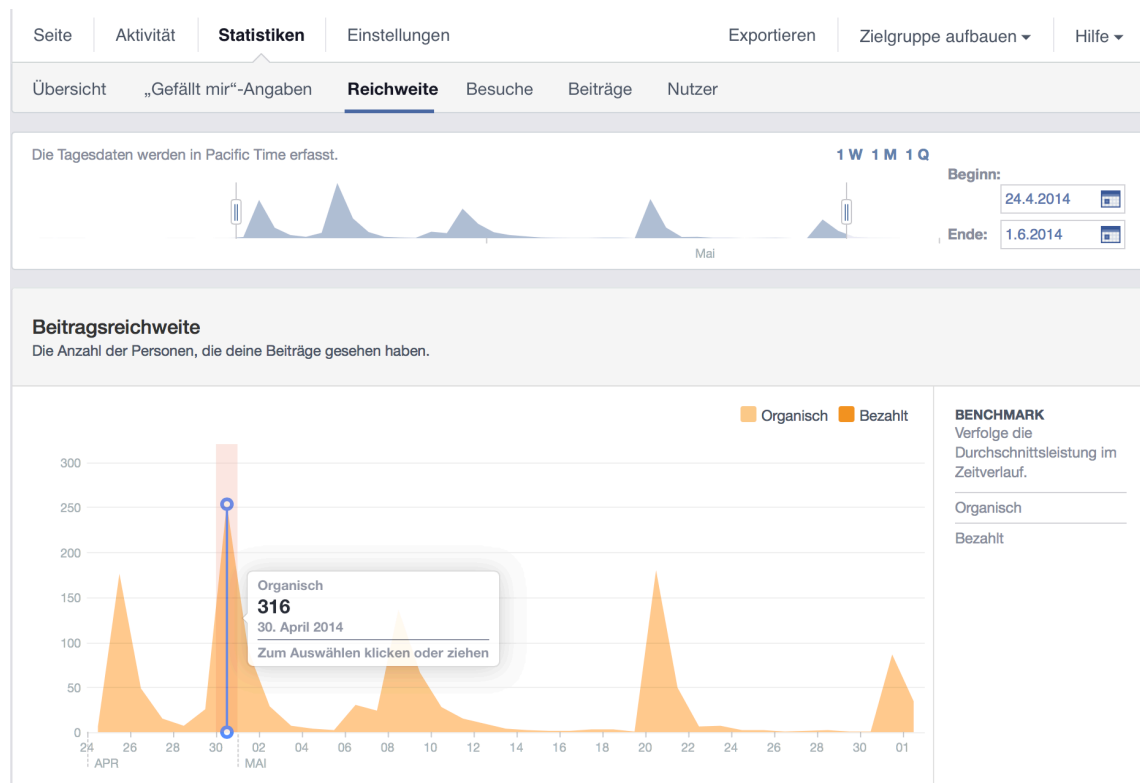 Seite Aktivität Statistiken Einstellungen Exportieren Zielgruppe aufbauen Hilfe
Übersicht „Gefällt mir“-Angaben Reichweite Besuche Beiträge Nutzer
Die Tagesdaten werden in Pacific Time erfasst.
1 W 1 M 1 Q
Beginn:
24.4.2014
Ende: 1.6.2014
Mai
Beitragsreichweite
Die Anzahl der Personen, die deine Beiträge gesehen haben.
Organisch Bezahlt
BENCHMARK
Verfolge die
Durchschnittsleistung im
Zeitverlauf.
Organisch
Bezahlt
300
250
200
150
100
50
0
Organisch
316
30. April 2014
Zum Auswählen klicken oder ziehen
24 26 28 30 02 04 06 08 10 12 14 16 18 20 22 24 26 28 30 01
APR MAI